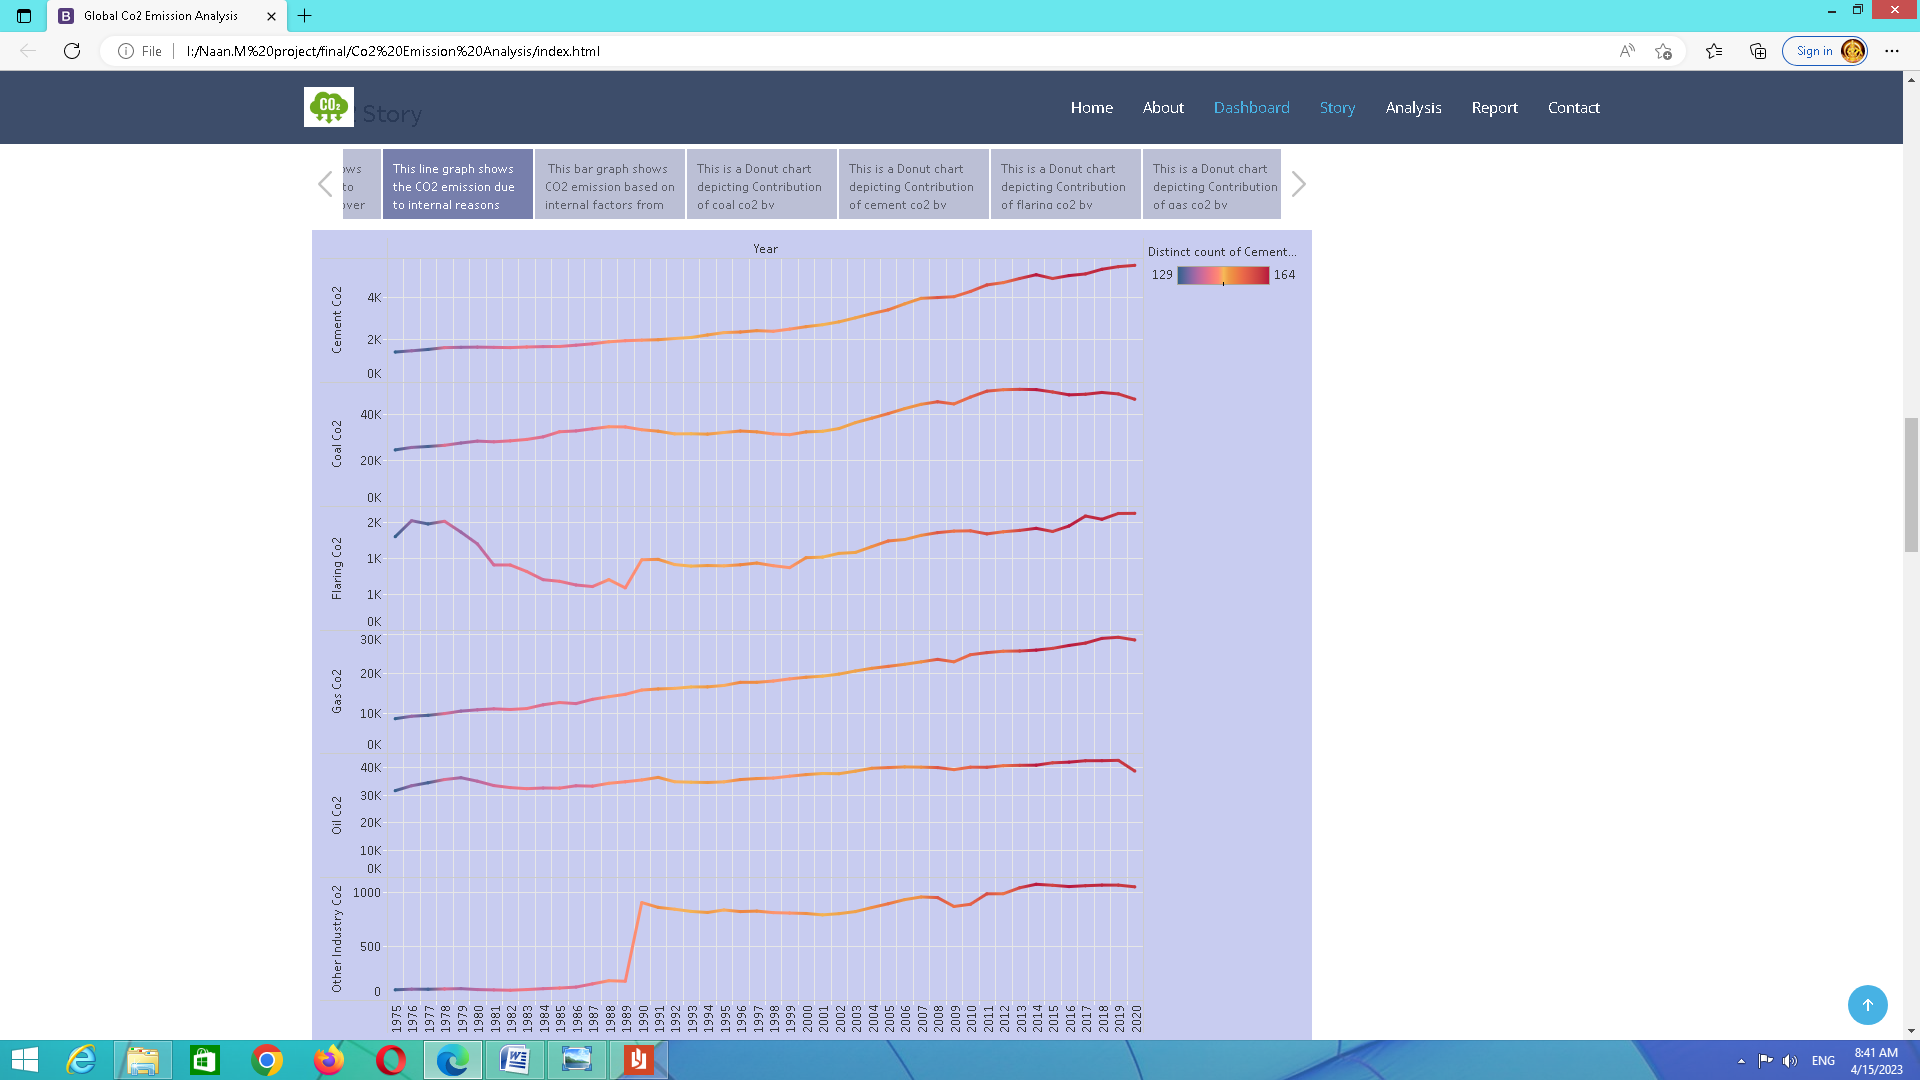 Global Co2 Emission Analysis
File
I:/Naan.M%20project/final/Co2%20Emission%20Analysis/index.html
Sign in
CO₂ Story
Home About Dashboard Story Analysis Report Contact
This line graph shows
the CO2 emission due
to internal reasons
This bar graph shows
CO2 emission based on
internal factors from
This is a Donut chart
depicting Contribution
of coal co2 by
This is a Donut chart
depicting Contribution
of cement co2 by
This is a Donut chart
depicting Contribution
of flaring co2 by
This is a Donut chart
depicting Contribution
of gas co2 by
Year
Distinct count of Cement...
129 164
Cement Co2
4K
2K
0K
Coal Co2
40K
20K
0K
Flaring Co2
2K
1K
1K
0K
Gas Co2
30K
20K
10K
0K
Oil Co2
40K
30K
20K
10K
0K
Other Industry Co2
1000
500
0
1975 1976 1977 1978 1979 1980 1981 1982 1983 1984 1985 1986 1987 1988 1989 1990 1991 1992 1993 1994 1995 1996 1997 1998 1999 2000 2001 2002 2003 2004 2005 2006 2007 2008 2009 2010 2011 2012 2013 2014 2015 2016 2017 2018 2019 2020
ENG
8:41 AM
4/15/2023